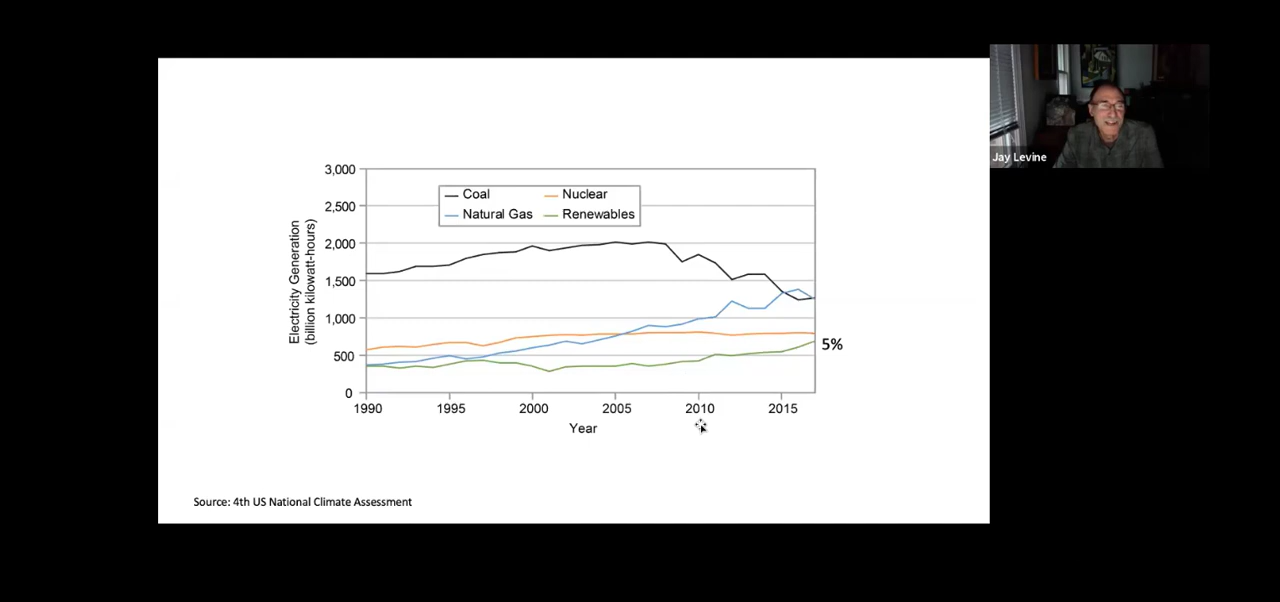 Jay Levine
3,000
2,500
2,000
1,500
1,000
500
0
Electricity Generation
(billion kilowatt-hours)
Coal
Nuclear
Natural Gas
Renewables
5%
1990
1995
2000
2005
2010
2015
Year
Source: 4th US National Climate Assessment